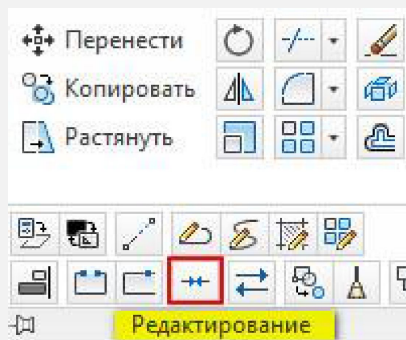 Перенести
Копировать
Растянуть
Редактирование